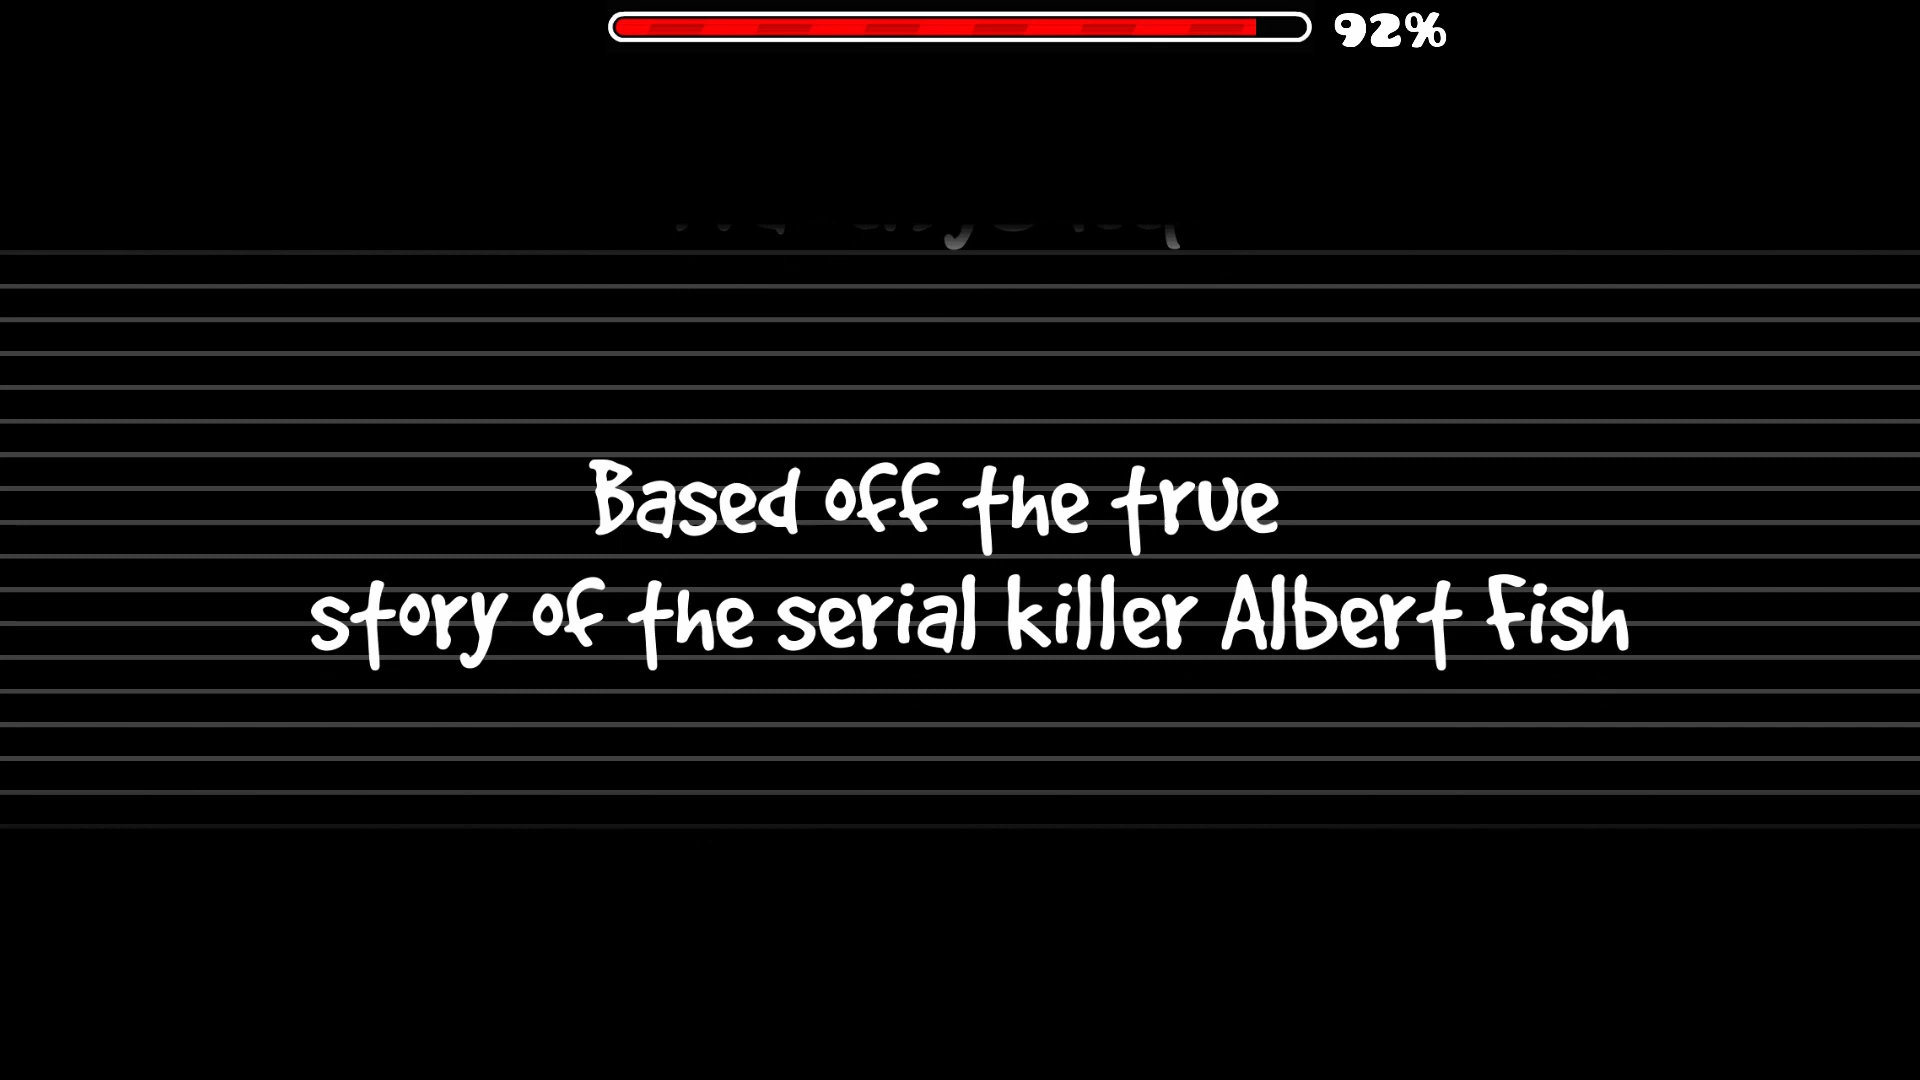 92%
Based off the true
story of the serial killer Albert Fish